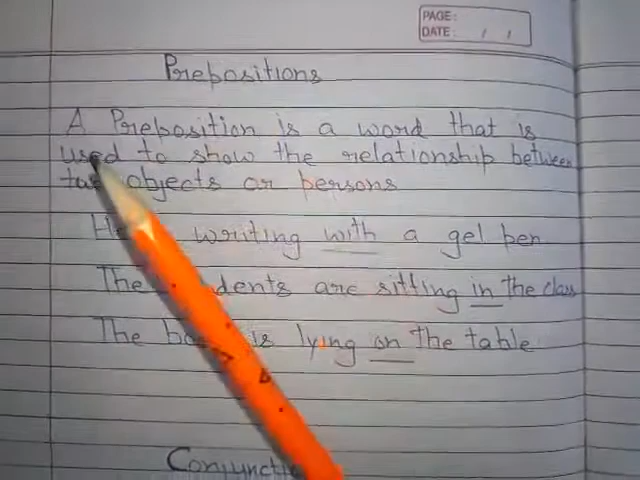 PAGE:
DATE: / /
Prepositions
A Preposition is a word that is
used to show the relationship between
objects or persons
writing with a gel pen
The are sitting in the class
The is lying on the table